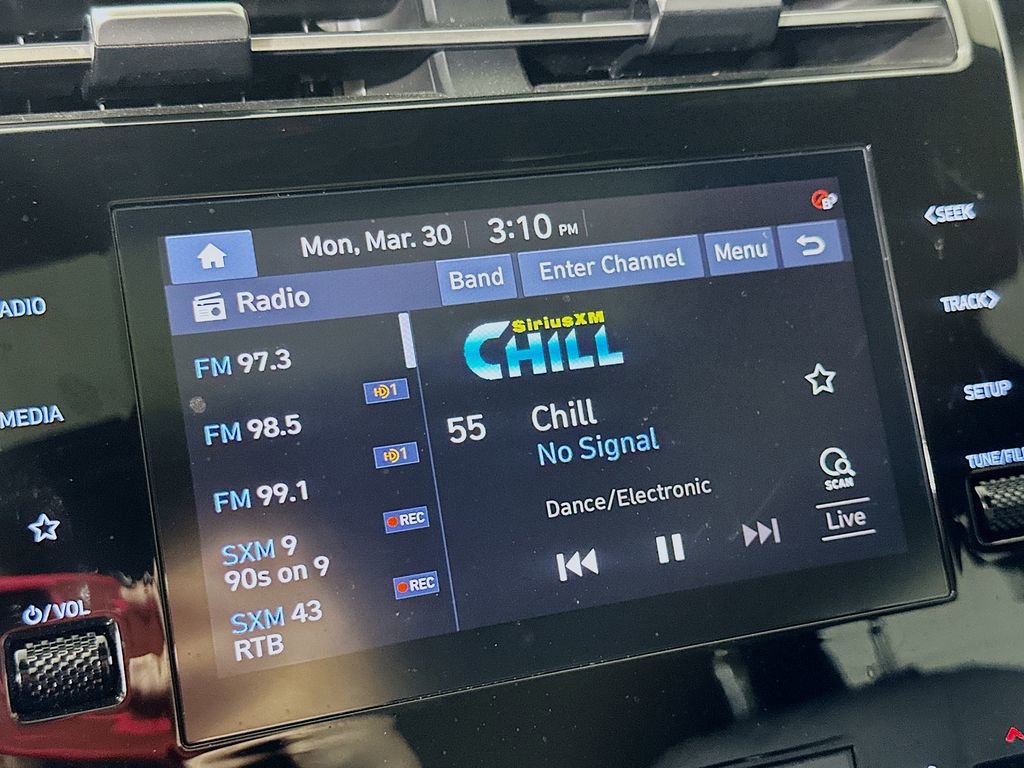 Mon, Mar. 30 3:10 PM
Radio
Band
Enter Channel
Menu
FM 97.3
HD1
FM 98.5
HD1
FM 99.1
REC
SXM 9
90s on 9
REC
SXM 43
RTB
SiriusXM
CHILL
55
Chill
No Signal
Dance/Electronic
SCAN
Live
ADIO
MEDIA
⏻/VOL
<SEEK
TRACK>
SETUP
TUNE/FIL